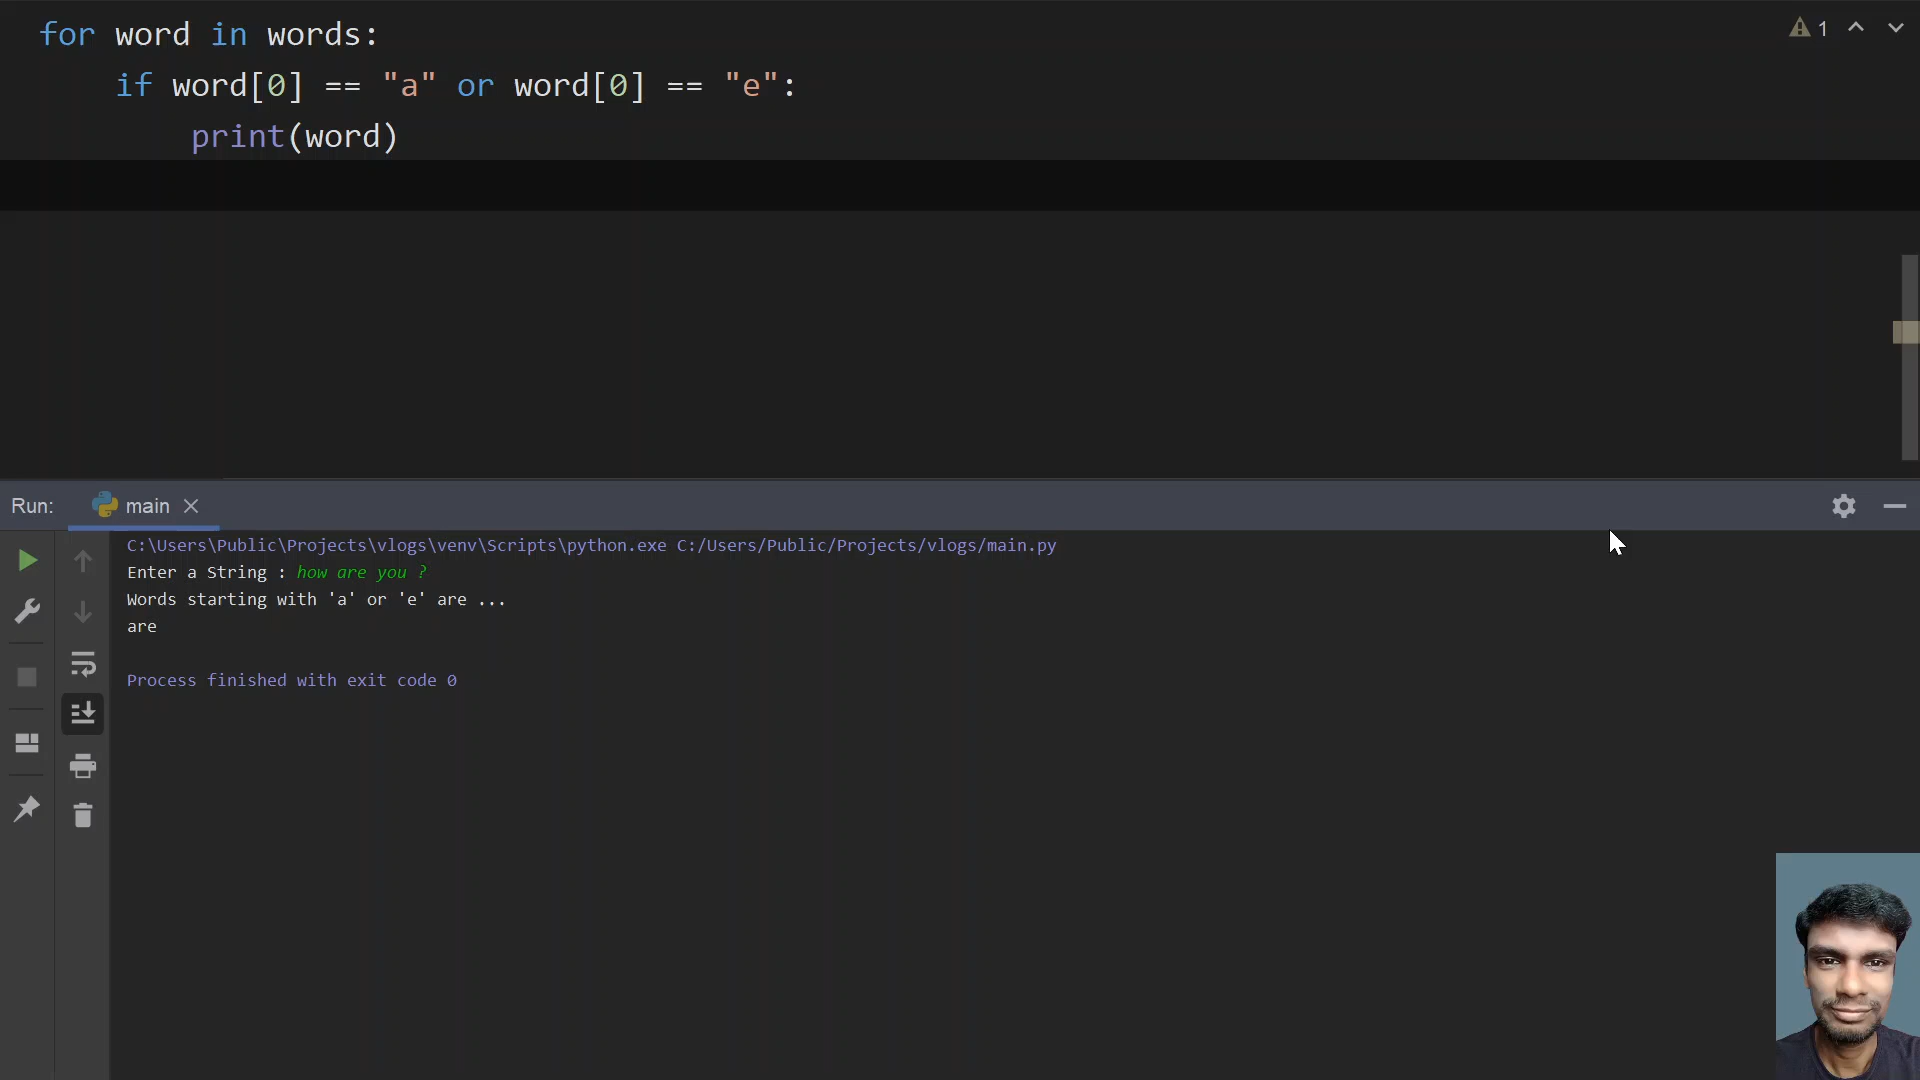 for word in words:
    if word[0] == "a" or word[0] == "e":
        print(word)
1
Run: main
C:\Users\Public\Projects\vlogs\venv\Scripts\python.exe C:/Users/Public/Projects/vlogs/main.py
Enter a String : how are you ?
Words starting with 'a' or 'e' are ...
are
Process finished with exit code 0